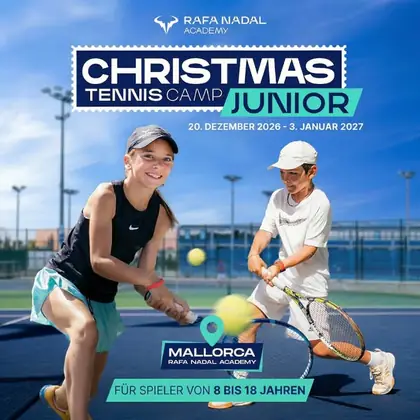 RAFA NADAL
ACADEMY
CHRISTMAS
TENNIS CAMP
JUNIOR
20. DEZEMBER 2026 - 3. JANUAR 2027
MALLORCA
RAFA NADAL ACADEMY
FÜR SPIELER VON 8 BIS 18 JAHREN